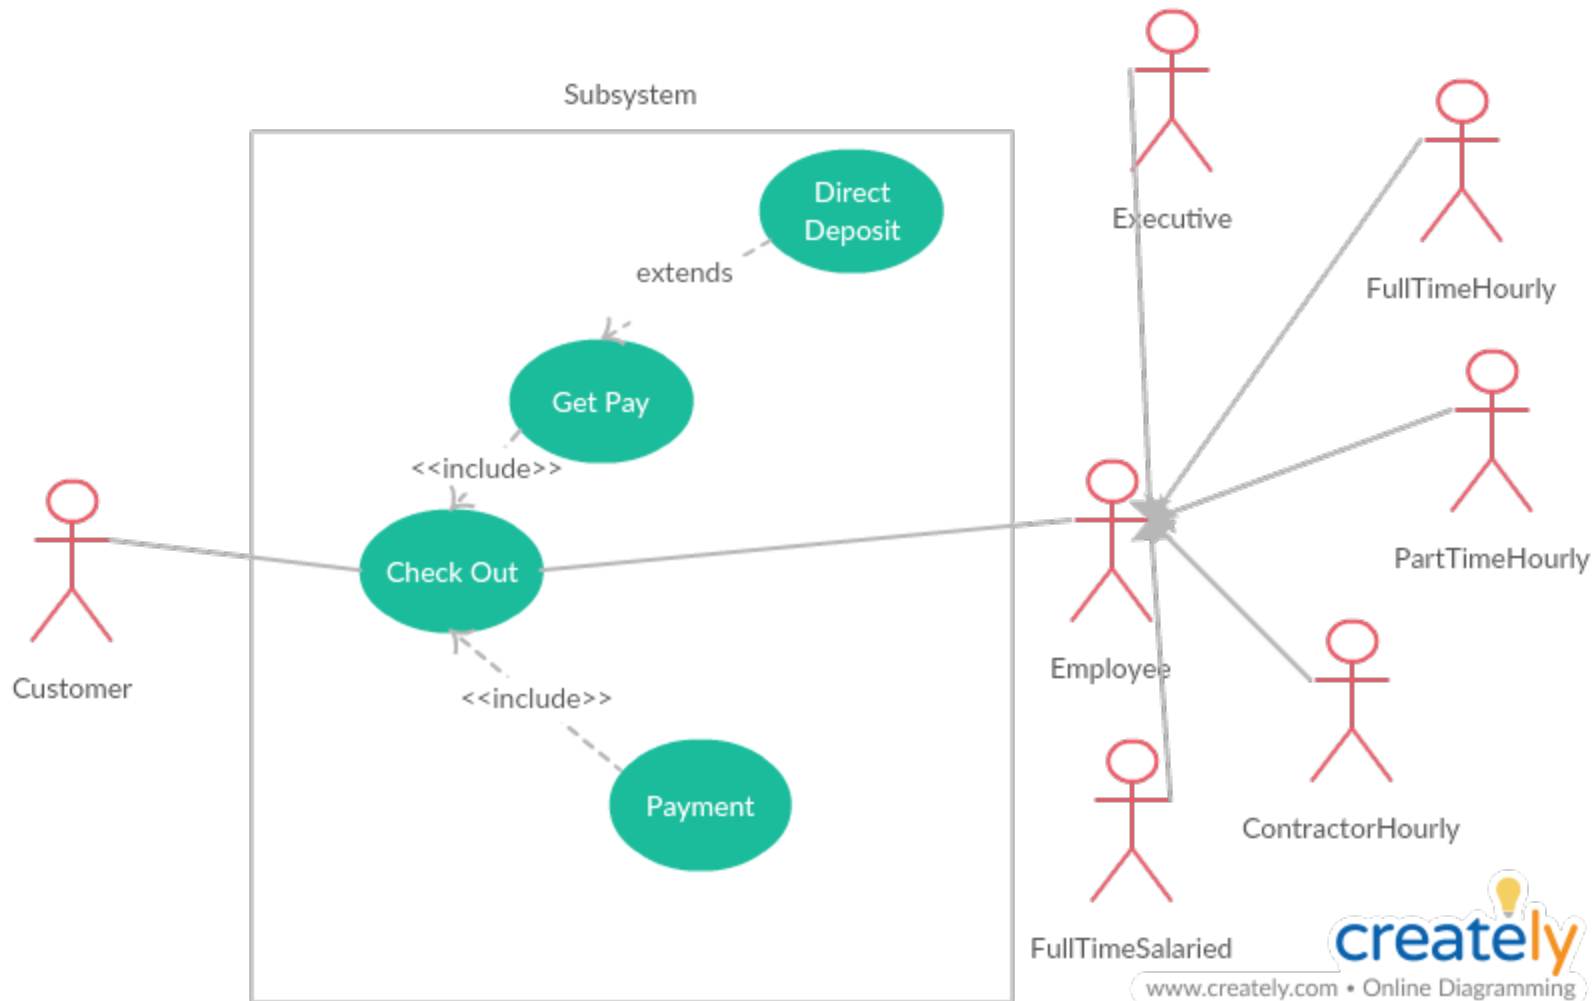 Subsystem
Direct
Deposit
extends
Executive
FullTimeHourly
Get Pay
<<include>>
PartTimeHourly
Check Out
Customer
Employee
<<include>>
Payment
ContractorHourly
FullTimeSalaried
creately
www.creately.com • Online Diagramming